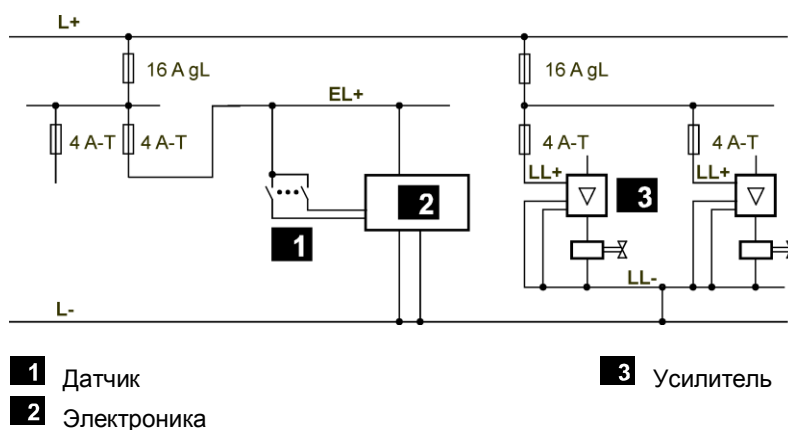 L+
16 A gL
16 A gL
EL+
4 A-T
4 A-T
4 A-T
4 A-T
LL+
LL+
1
2
3
LL-
L-
1 Датчик
3 Усилитель
2 Электроника